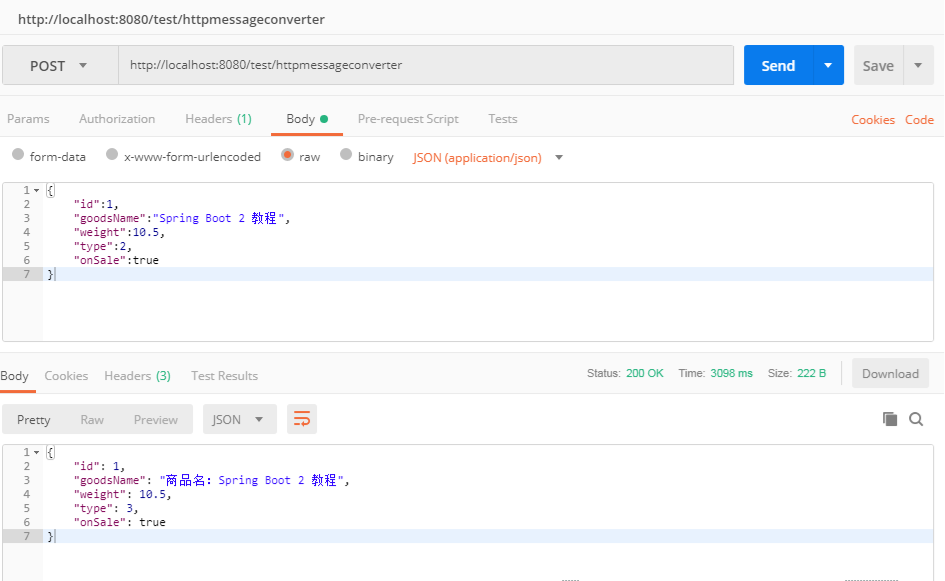 http://localhost:8080/test/httpmessageconverter
POST http://localhost:8080/test/httpmessageconverter Send Save
Params Authorization Headers (1) Body Pre-request Script Tests Cookies Code
form-data x-www-form-urlencoded raw binary JSON (application/json)
1 {
2 "id":1,
3 "goodsName":"Spring Boot 2 教程",
4 "weight":10.5,
5 "type":2,
6 "onSale":true
7 }
Body Cookies Headers (3) Test Results Status: 200 OK Time: 3098 ms Size: 222 B Download
Pretty Raw Preview JSON
1 {
2 "id": 1,
3 "goodsName": "商品名：Spring Boot 2 教程",
4 "weight": 10.5,
5 "type": 3,
6 "onSale": true
7 }